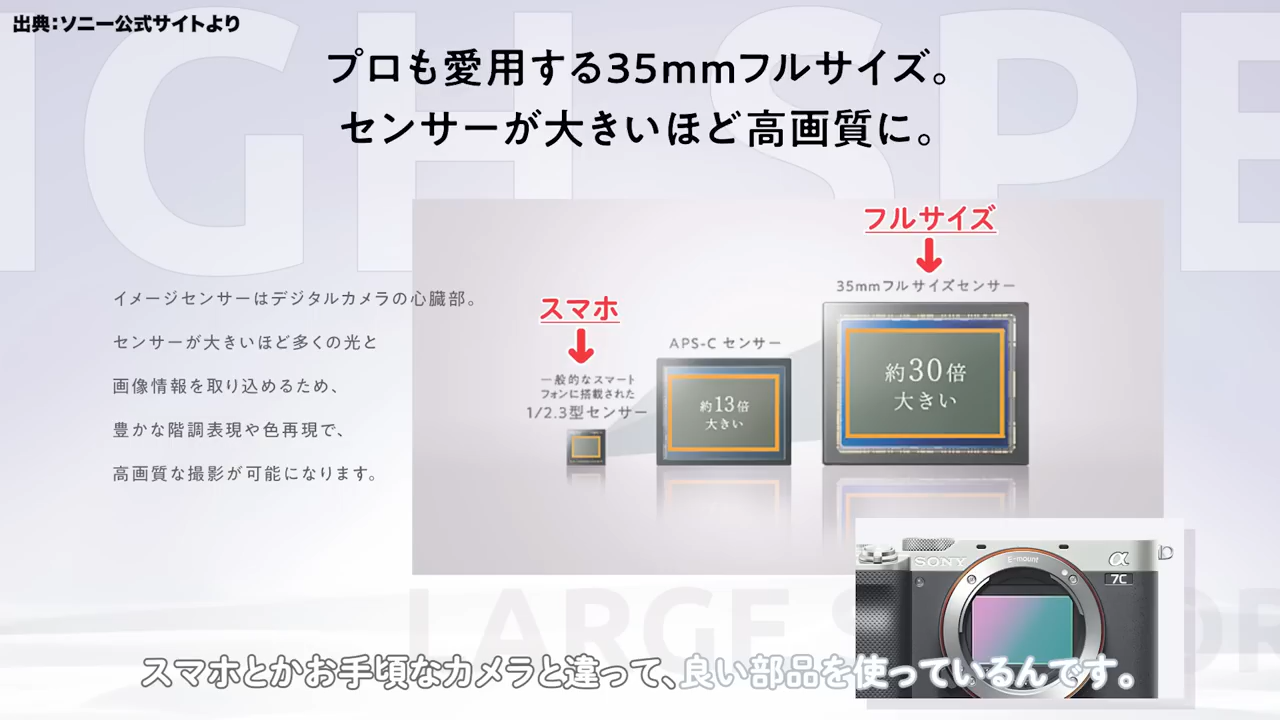 出典:ソニー公式サイトより
プロも愛用する35mmフルサイズ。
センサーが大きいほど高画質に。
イメージセンサーはデジタルカメラの心臓部。
センサーが大きいほど多くの光と
画像情報を取り込めるため、
豊かな階調表現や色再現で、
高画質な撮影が可能になります。
スマホ
一般的なスマート
フォンに搭載された
1/2.3型センサー
APS-C センサー
約13倍
大きい
フルサイズ
35mmフルサイズセンサー
約30倍
大きい
SONY
E-mount
α
7C
スマホとかお手頃なカメラと違って、良い部品を使っているんです。